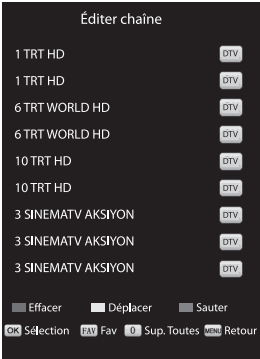 Éditer chaîne
1 TRT HD DTV
1 TRT HD DTV
6 TRT WORLD HD DTV
6 TRT WORLD HD DTV
10 TRT HD DTV
10 TRT HD DTV
3 SINEMATV AKSIYON DTV
3 SINEMATV AKSIYON DTV
3 SINEMATV AKSIYON DTV
Effacer Déplacer Sauter
OK Sélection FAV Fav 0 Sup. Toutes MENU Retour